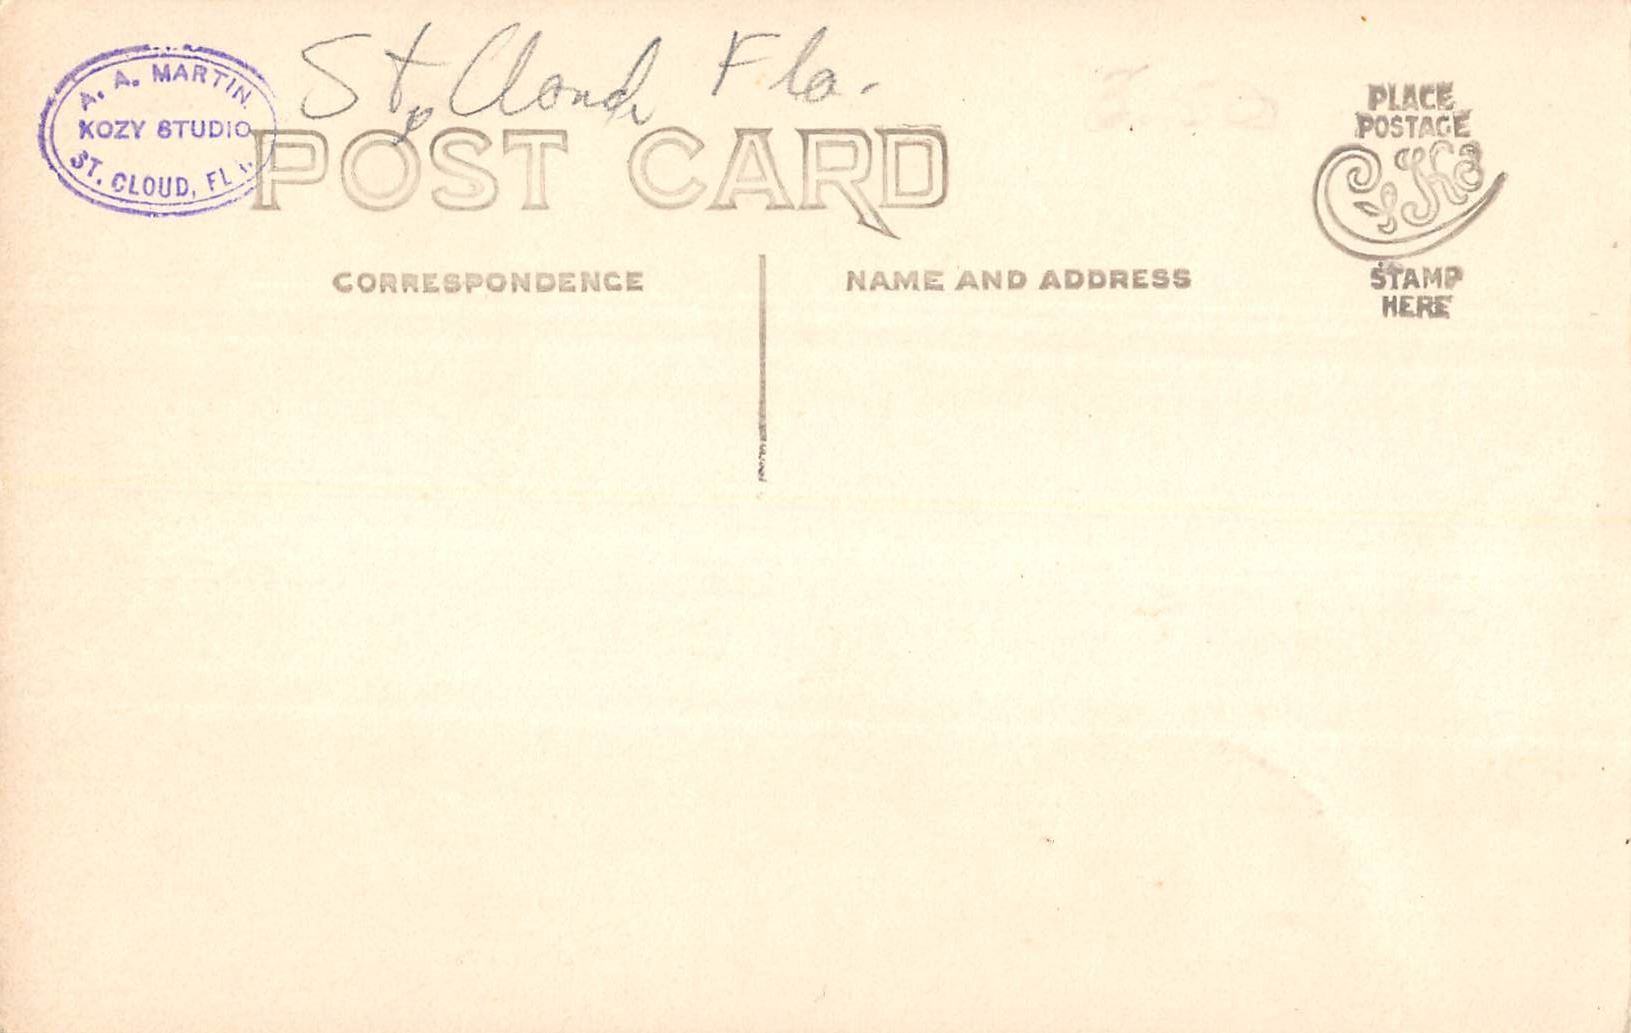 A. A. MARTIN.
KOZY STUDIO
ST. CLOUD, FL
St. Cloud Fla.
POST CARD
CORRESPONDENCE
NAME AND ADDRESS
PLACE
POSTAGE
STAMP
HERE